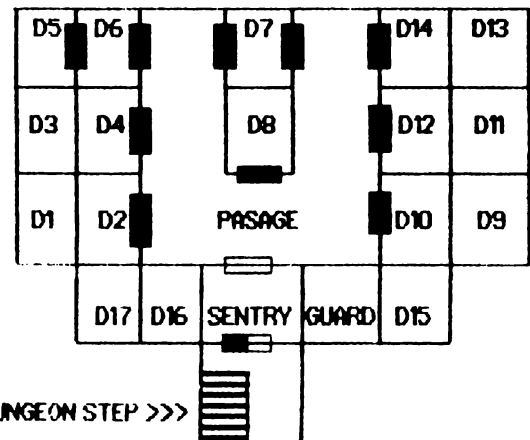 D5 D6 D7 D14 D13
D3 D4 D8 D12 D11
D1 D2 PASAGE D10 D9
D17 D16 SENTRY GUARD D15
NGEON STEP >>>